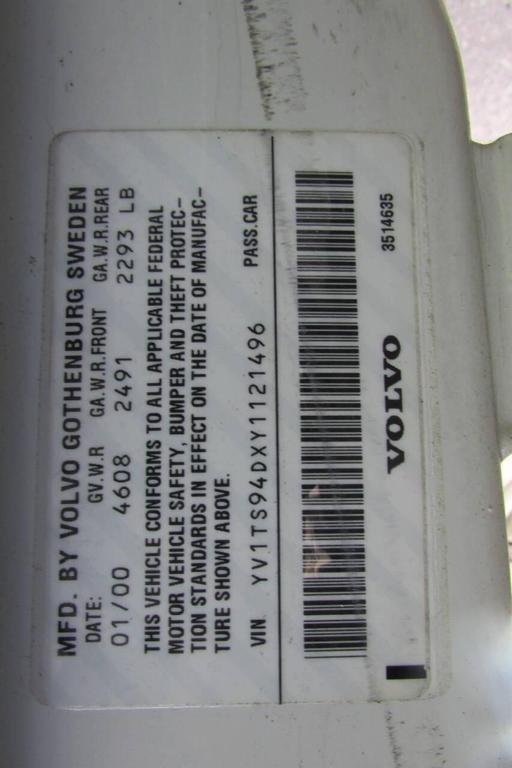 MFD. BY VOLVO GOTHENBURG SWEDEN
DATE: GV.W.R GA.W.R.FRONT GA.W.R.REAR
01/00 4608 2491 2293 LB
THIS VEHICLE CONFORMS TO ALL APPLICABLE FEDERAL
MOTOR VEHICLE SAFETY, BUMPER AND THEFT PROTEC-
TION STANDARDS IN EFFECT ON THE DATE OF MANUFAC-
TURE SHOWN ABOVE.
VIN YV1TS94DXY1121496 PASS.CAR
VOLVO 3514635